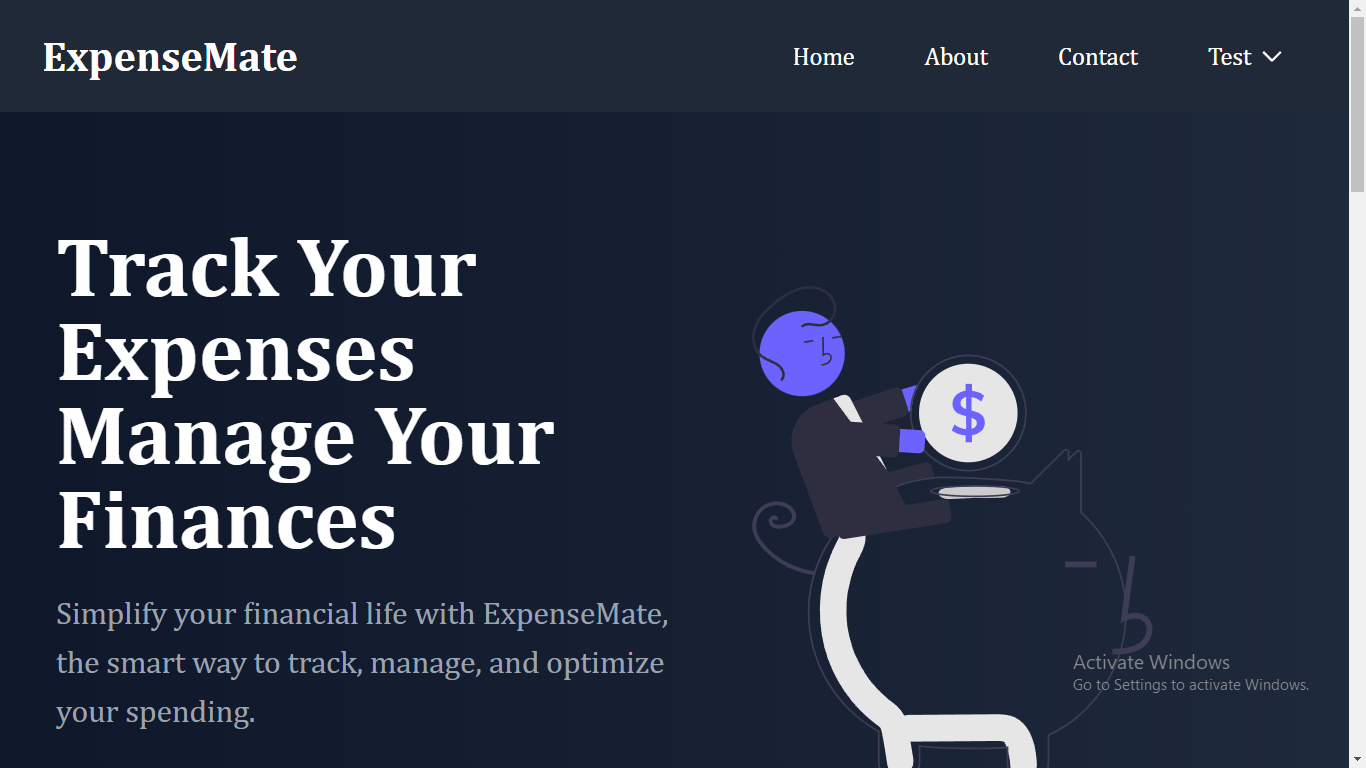 ExpenseMate
Home About Contact Test
Track Your
Expenses
Manage Your
Finances
$
Simplify your financial life with ExpenseMate,
the smart way to track, manage, and optimize
your spending.
Activate Windows
Go to Settings to activate Windows.